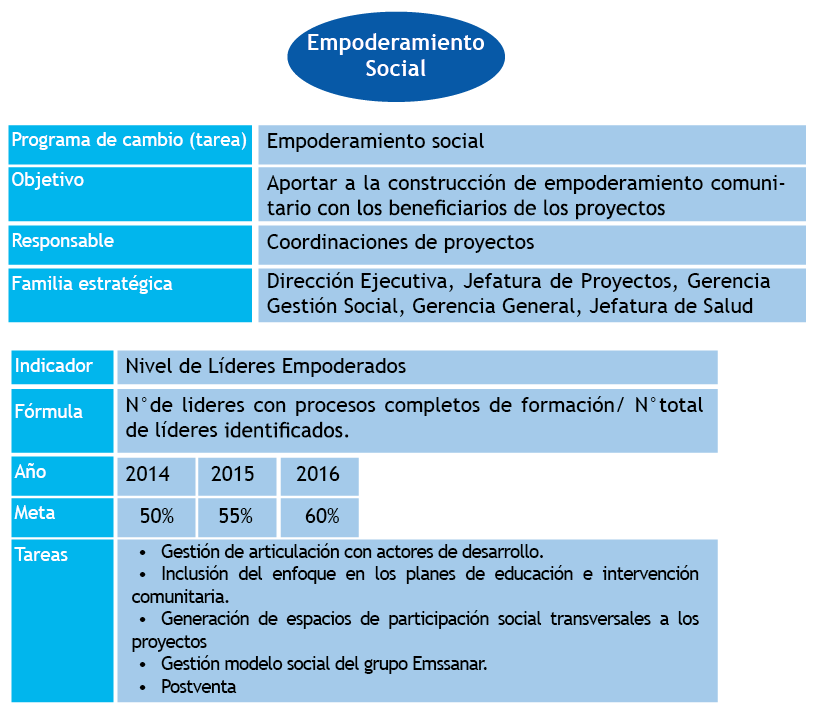 Empoderamiento
Social
Programa de cambio (tarea)
Empoderamiento social
Objetivo
Aportar a la construcción de empoderamiento comuni-
tario con los beneficiarios de los proyectos
Responsable
Coordinaciones de proyectos
Familia estratégica
Dirección Ejecutiva, Jefatura de Proyectos, Gerencia
Gestión Social, Gerencia General, Jefatura de Salud
Indicador
Nivel de Líderes Empoderados
Fórmula
N°de lideres con procesos completos de formación/ N°total
de líderes identificados.
Año
2014 2015 2016
Meta
50% 55% 60%
Tareas
• Gestión de articulación con actores de desarrollo.
• Inclusión del enfoque en los planes de educación e intervención
comunitaria.
• Generación de espacios de participación social transversales a los
proyectos
• Gestión modelo social del grupo Emssanar.
• Postventa